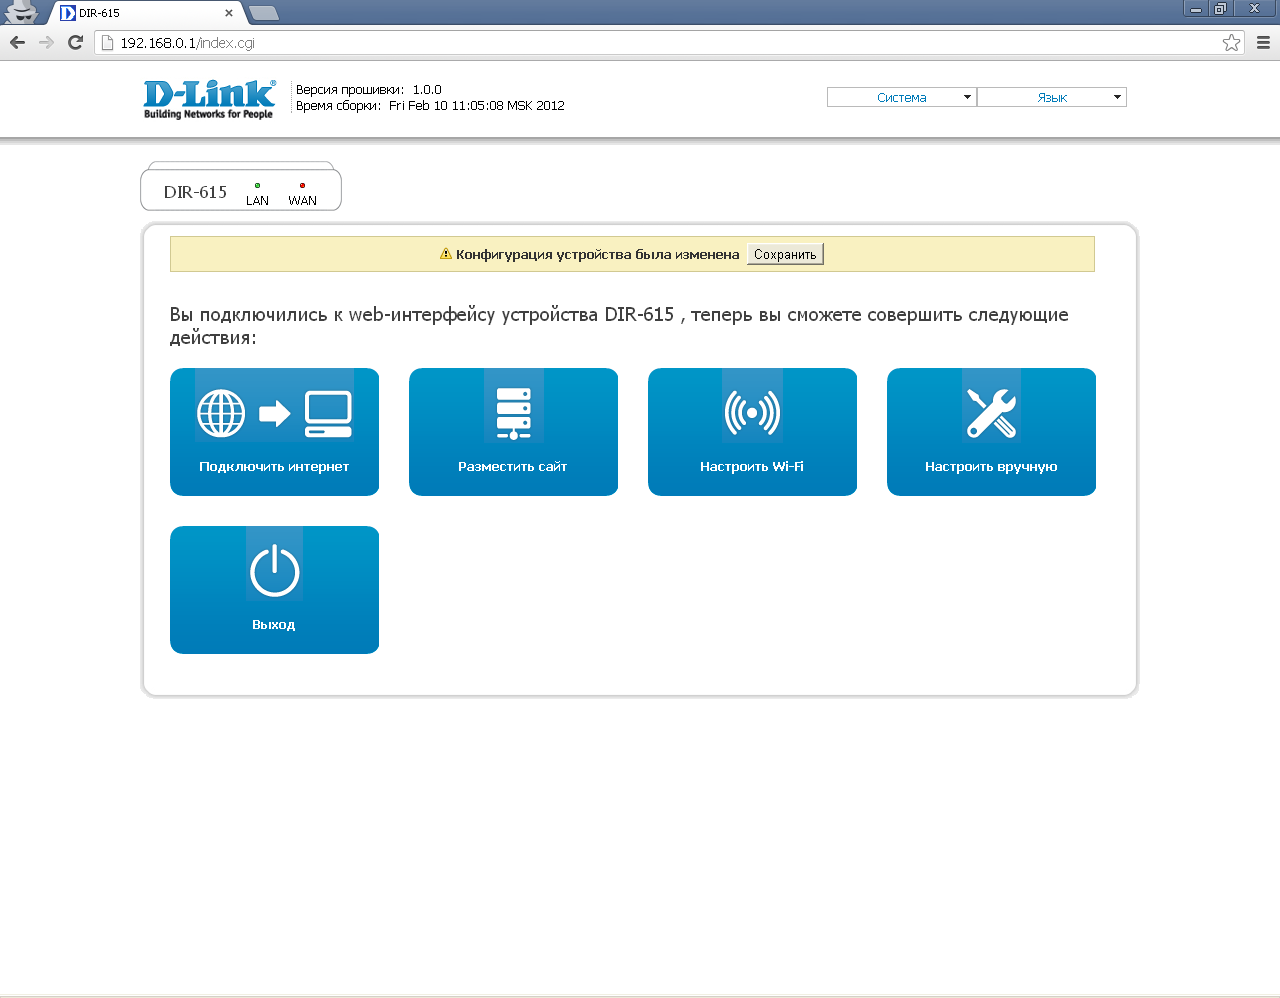 DIR-615
192.168.0.1/index.cgi
D-Link®
Building Networks for People
Версия прошивки: 1.0.0
Время сборки: Fri Feb 10 11:05:08 MSK 2012
Система
Язык
DIR-615
LAN
WAN
Конфигурация устройства была изменена
Сохранить
Вы подключились к web-интерфейсу устройства DIR-615 , теперь вы сможете совершить следующие
действия:
Подключить интернет
Разместить сайт
Настроить Wi-Fi
Настроить вручную
Выход